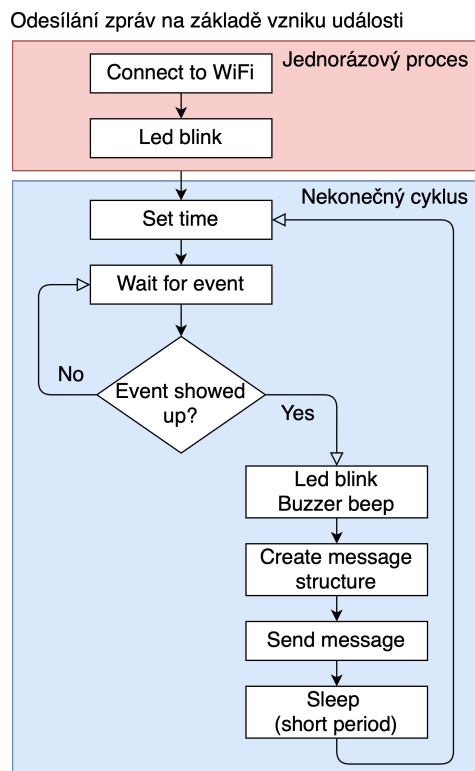 Odesílání zpráv na základě vzniku události
Jednorázový proces
Connect to WiFi
Led blink
Nekonečný cyklus
Set time
Wait for event
No
Event showed
up?
Yes
Led blink
Buzzer beep
Create message
structure
Send message
Sleep
(short period)